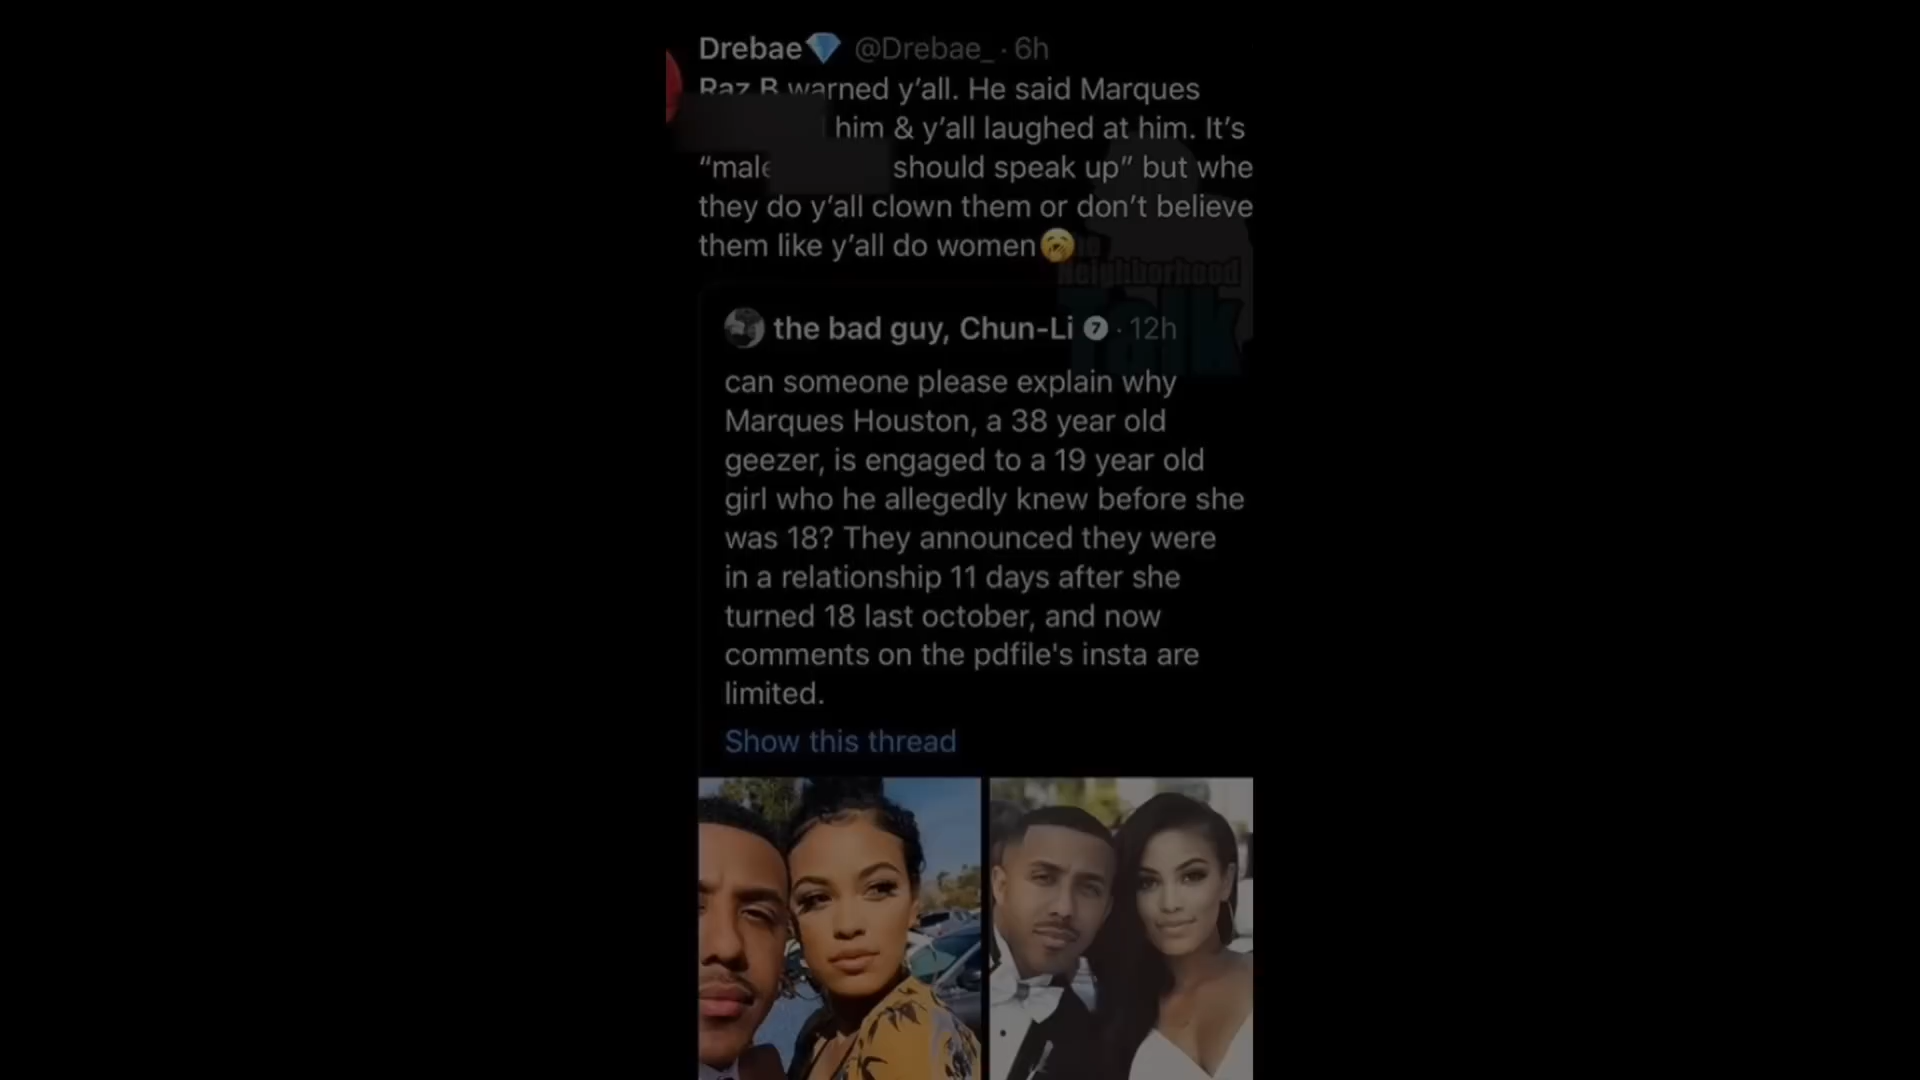 Drebae💎 @Drebae_ · 6h
Raz B warned y’all. He said Marques
him & y’all laughed at him. It’s
“male should speak up” but whe
they do y’all clown them or don’t believe
them like y’all do women🥱
Neighborhood
Talk
the bad guy, Chun-Li 7 · 12h
can someone please explain why
Marques Houston, a 38 year old
geezer, is engaged to a 19 year old
girl who he allegedly knew before she
was 18? They announced they were
in a relationship 11 days after she
turned 18 last october, and now
comments on the pdfile's insta are
limited.
Show this thread